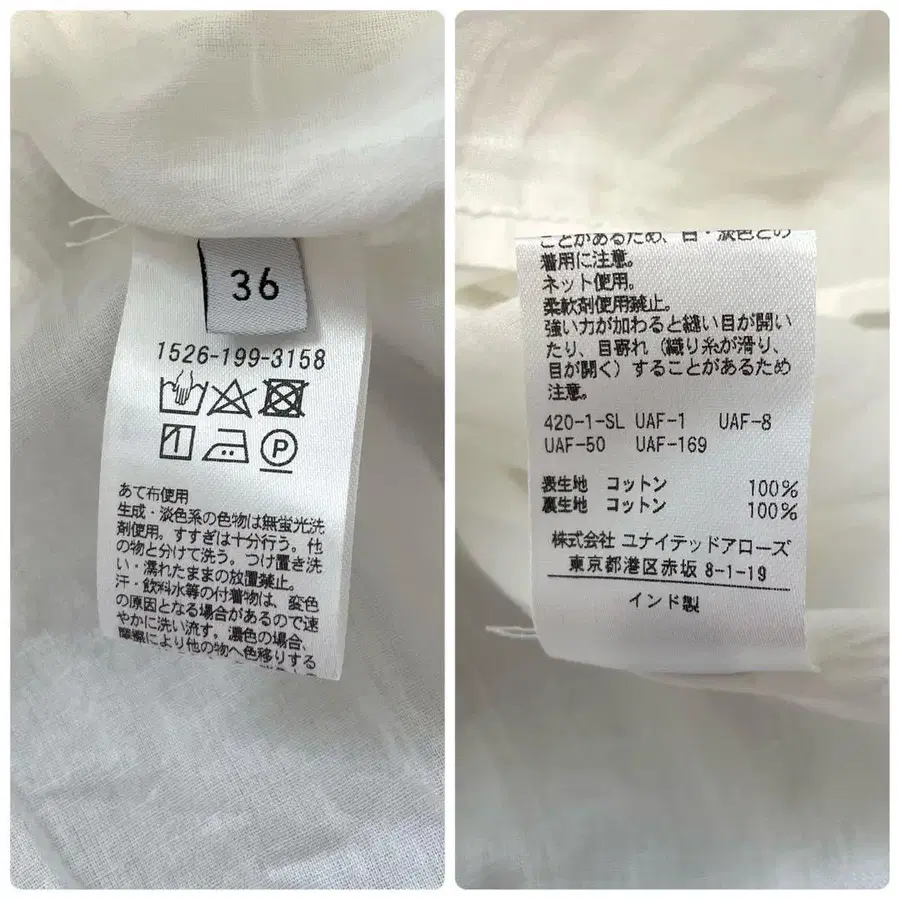 36
1526-199-3158
P
あて布使用
生成・淡色系の色物は無蛍光洗
剤使用。すすぎは十分行う。他
の物と分けて洗う。つけ置き洗
い・濡れたままの放置禁止。
汗・飲料水等の付着物は、変色
の原因となる場合があるので速
やかに洗い流す。濃色の場合、
摩擦により他の物へ色移りする
ことがあるため、白・淡色との
着用に注意。
ネット使用。
柔軟剤使用禁止。
強い力が加わると縫い目が開い
たり、目寄れ（織り糸が滑り、
目が開く）することがあるため
注意。
420-1-SL UAF-1 UAF-8
UAF-50 UAF-169
表生地 コットン 100%
裏生地 コットン 100%
株式会社 ユナイテッドアローズ
東京都港区赤坂 8-1-19
インド製